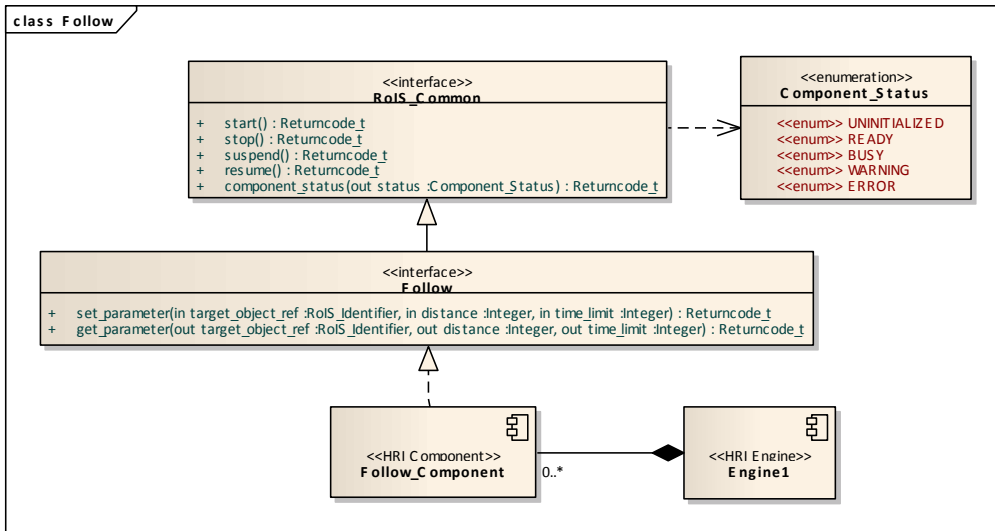 class Follow
<<interface>>
RoIS_Common
+ start() : Returncode_t
+ stop() : Returncode_t
+ suspend() : Returncode_t
+ resume() : Returncode_t
+ component_status(out status :Component_Status) : Returncode_t
<<enumeration>>
Component_Status
<<enum>> UNINITIALIZED
<<enum>> READY
<<enum>> BUSY
<<enum>> WARNING
<<enum>> ERROR
<<interface>>
Follow
+ set_parameter(in target_object_ref :RoIS_Identifier, in distance :Integer, in time_limit :Integer) : Returncode_t
+ get_parameter(out target_object_ref :RoIS_Identifier, out distance :Integer, out time_limit :Integer) : Returncode_t
<<HRI Component>>
Follow_Component
0..*
<<HRI Engine>>
Engine1